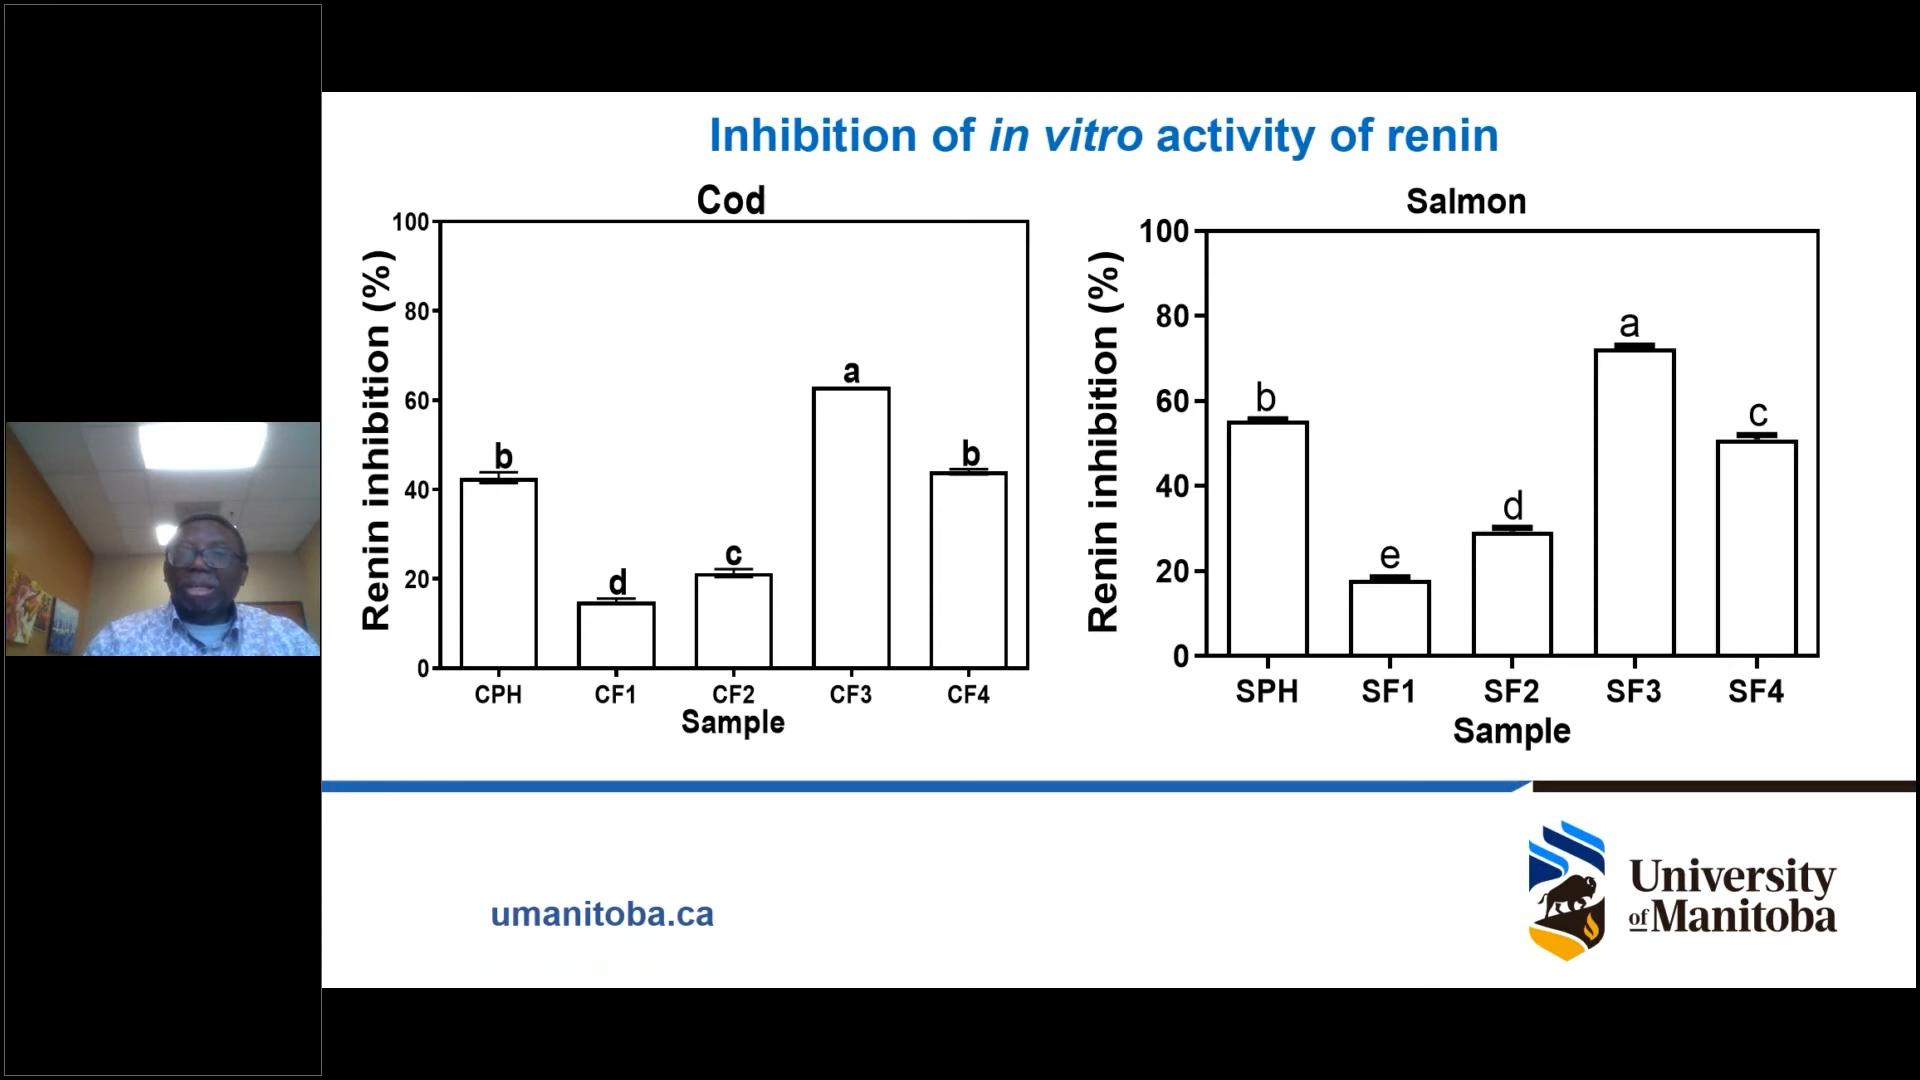 Inhibition of in vitro activity of renin
Cod
Renin inhibition (%)
100
80
60
40
20
0
b
d
c
a
b
CPH CF1 CF2 CF3 CF4
Sample
Salmon
Renin inhibition (%)
100
80
60
40
20
0
b
e
d
a
c
SPH SF1 SF2 SF3 SF4
Sample
umanitoba.ca
University
of Manitoba